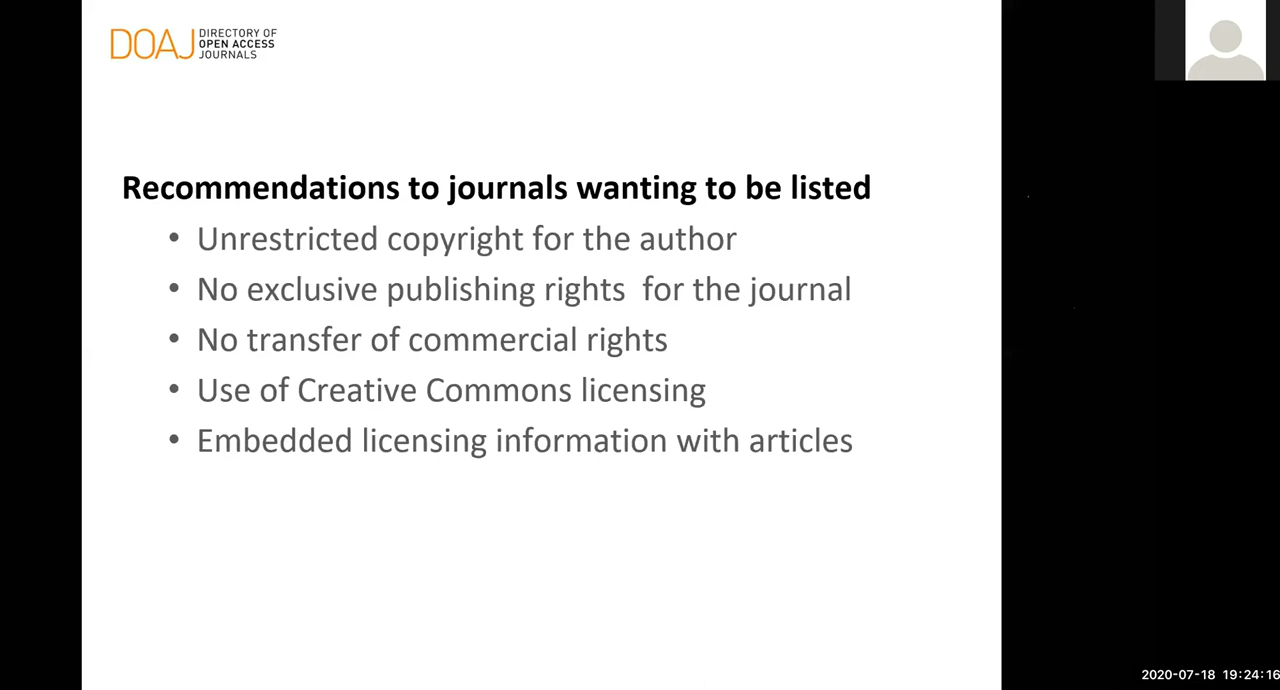 DOAJ DIRECTORY OF
OPEN ACCESS
JOURNALS
Recommendations to journals wanting to be listed
• Unrestricted copyright for the author
• No exclusive publishing rights  for the journal
• No transfer of commercial rights
• Use of Creative Commons licensing
• Embedded licensing information with articles
2020-07-18 19:24:16